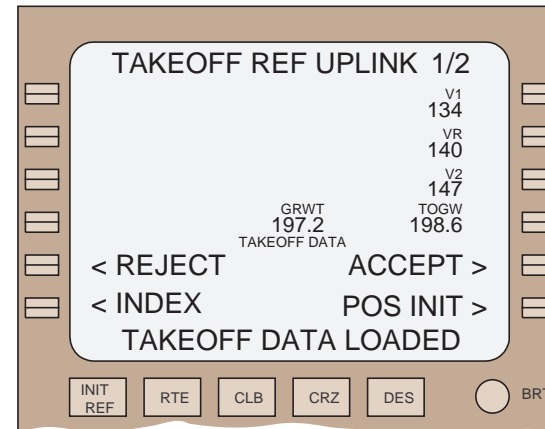 TAKEOFF REF UPLINK 1/2
V1
134
VR
140
V2
147
GRWT TOGW
197.2 198.6
TAKEOFF DATA
< REJECT ACCEPT >
< INDEX POS INIT >
TAKEOFF DATA LOADED
INIT REF RTE CLB CRZ DES BRT